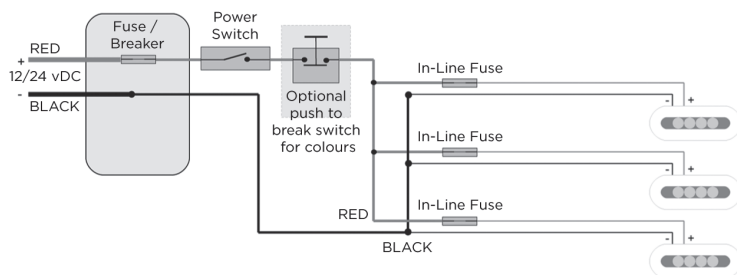 Fuse /
Breaker
Power
Switch
RED
+
12/24 vDC
-
BLACK
Optional
push to
break switch
for colours
In-Line Fuse
- +
In-Line Fuse
- +
In-Line Fuse
RED
- +
BLACK